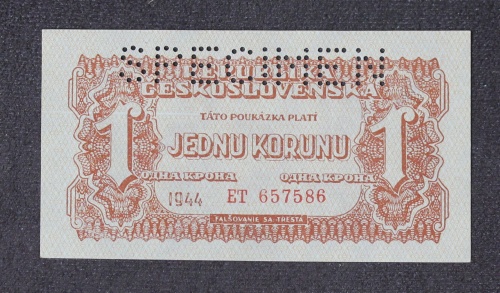 SPECIMEN
REPUBLIKA
ČESKOSLOVENSKÁ
TÁTO POUKÁZKA PLATÍ
1 JEDNU KORUNU 1
ОДНА КРОНА ОДНА КРОНА
1944 ET 657586
FALŠOVANIE SA TRESTÁ